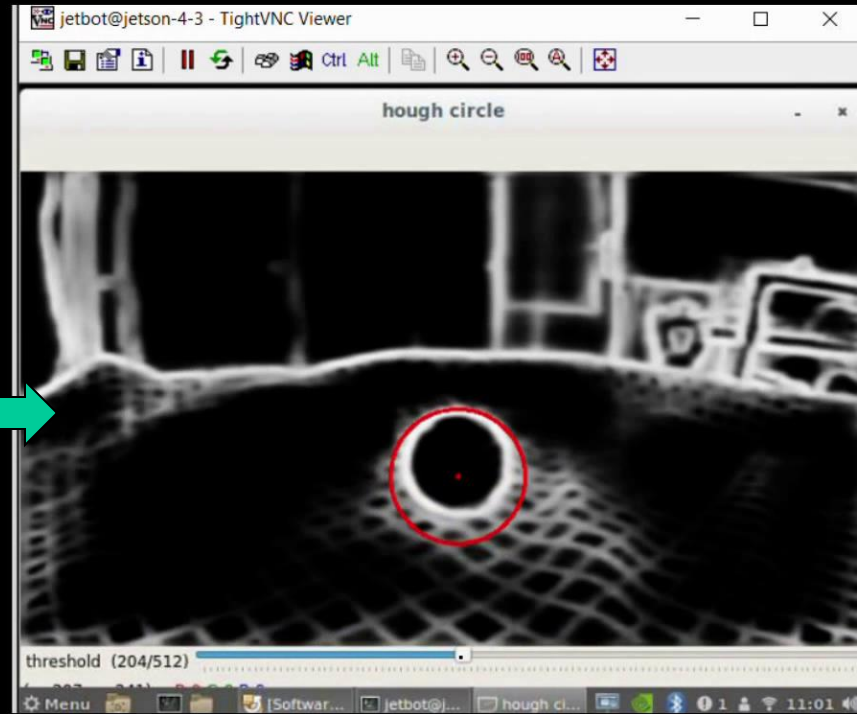 jetbot@jetson-4-3 - TightVNC Viewer
Ctrl Alt
hough circle
threshold (204/512)
Menu [Softwar... jetbot@j... hough ci... 1 11:01